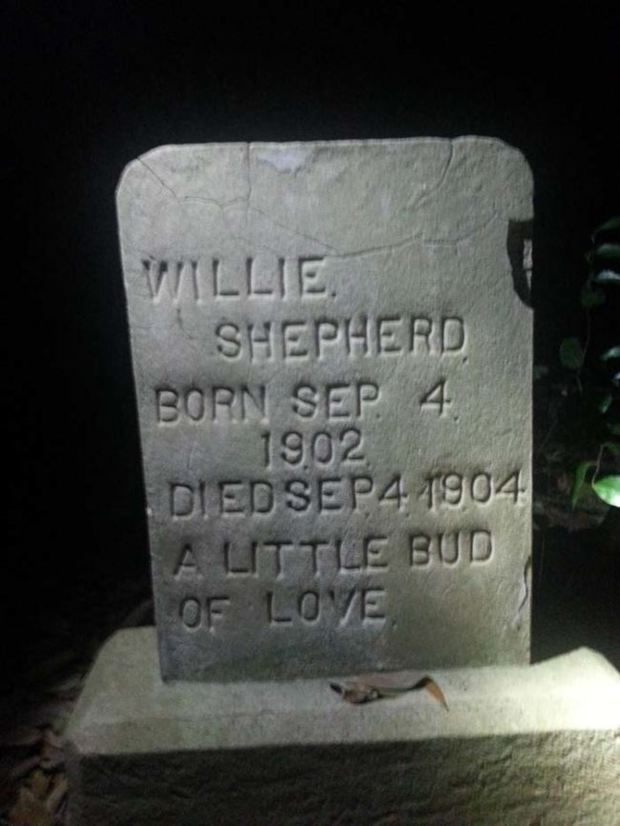 WILLIE.
SHEPHERD,
BORN SEP. 4.
1902.
DIED SEP. 4, 1904
A LITTLE BUD
OF LOVE.